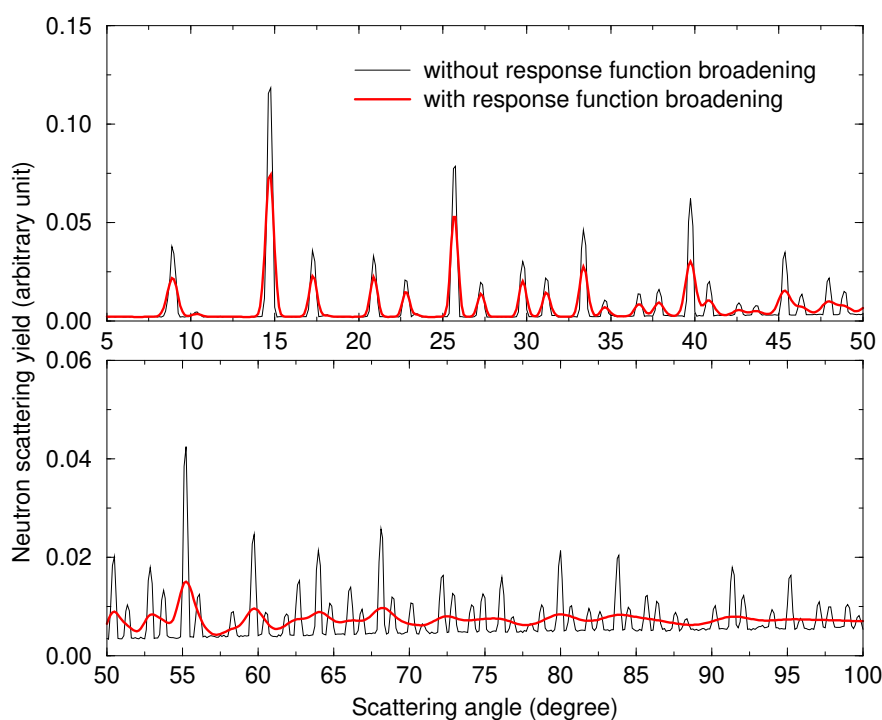 0.15
without response function broadening
with response function broadening
0.10
0.05
0.00
5 10 15 20 25 30 35 40 45 50
Neutron scattering yield (arbitrary unit)
0.06
0.04
0.02
0.00
50 55 60 65 70 75 80 85 90 95 100
Scattering angle (degree)